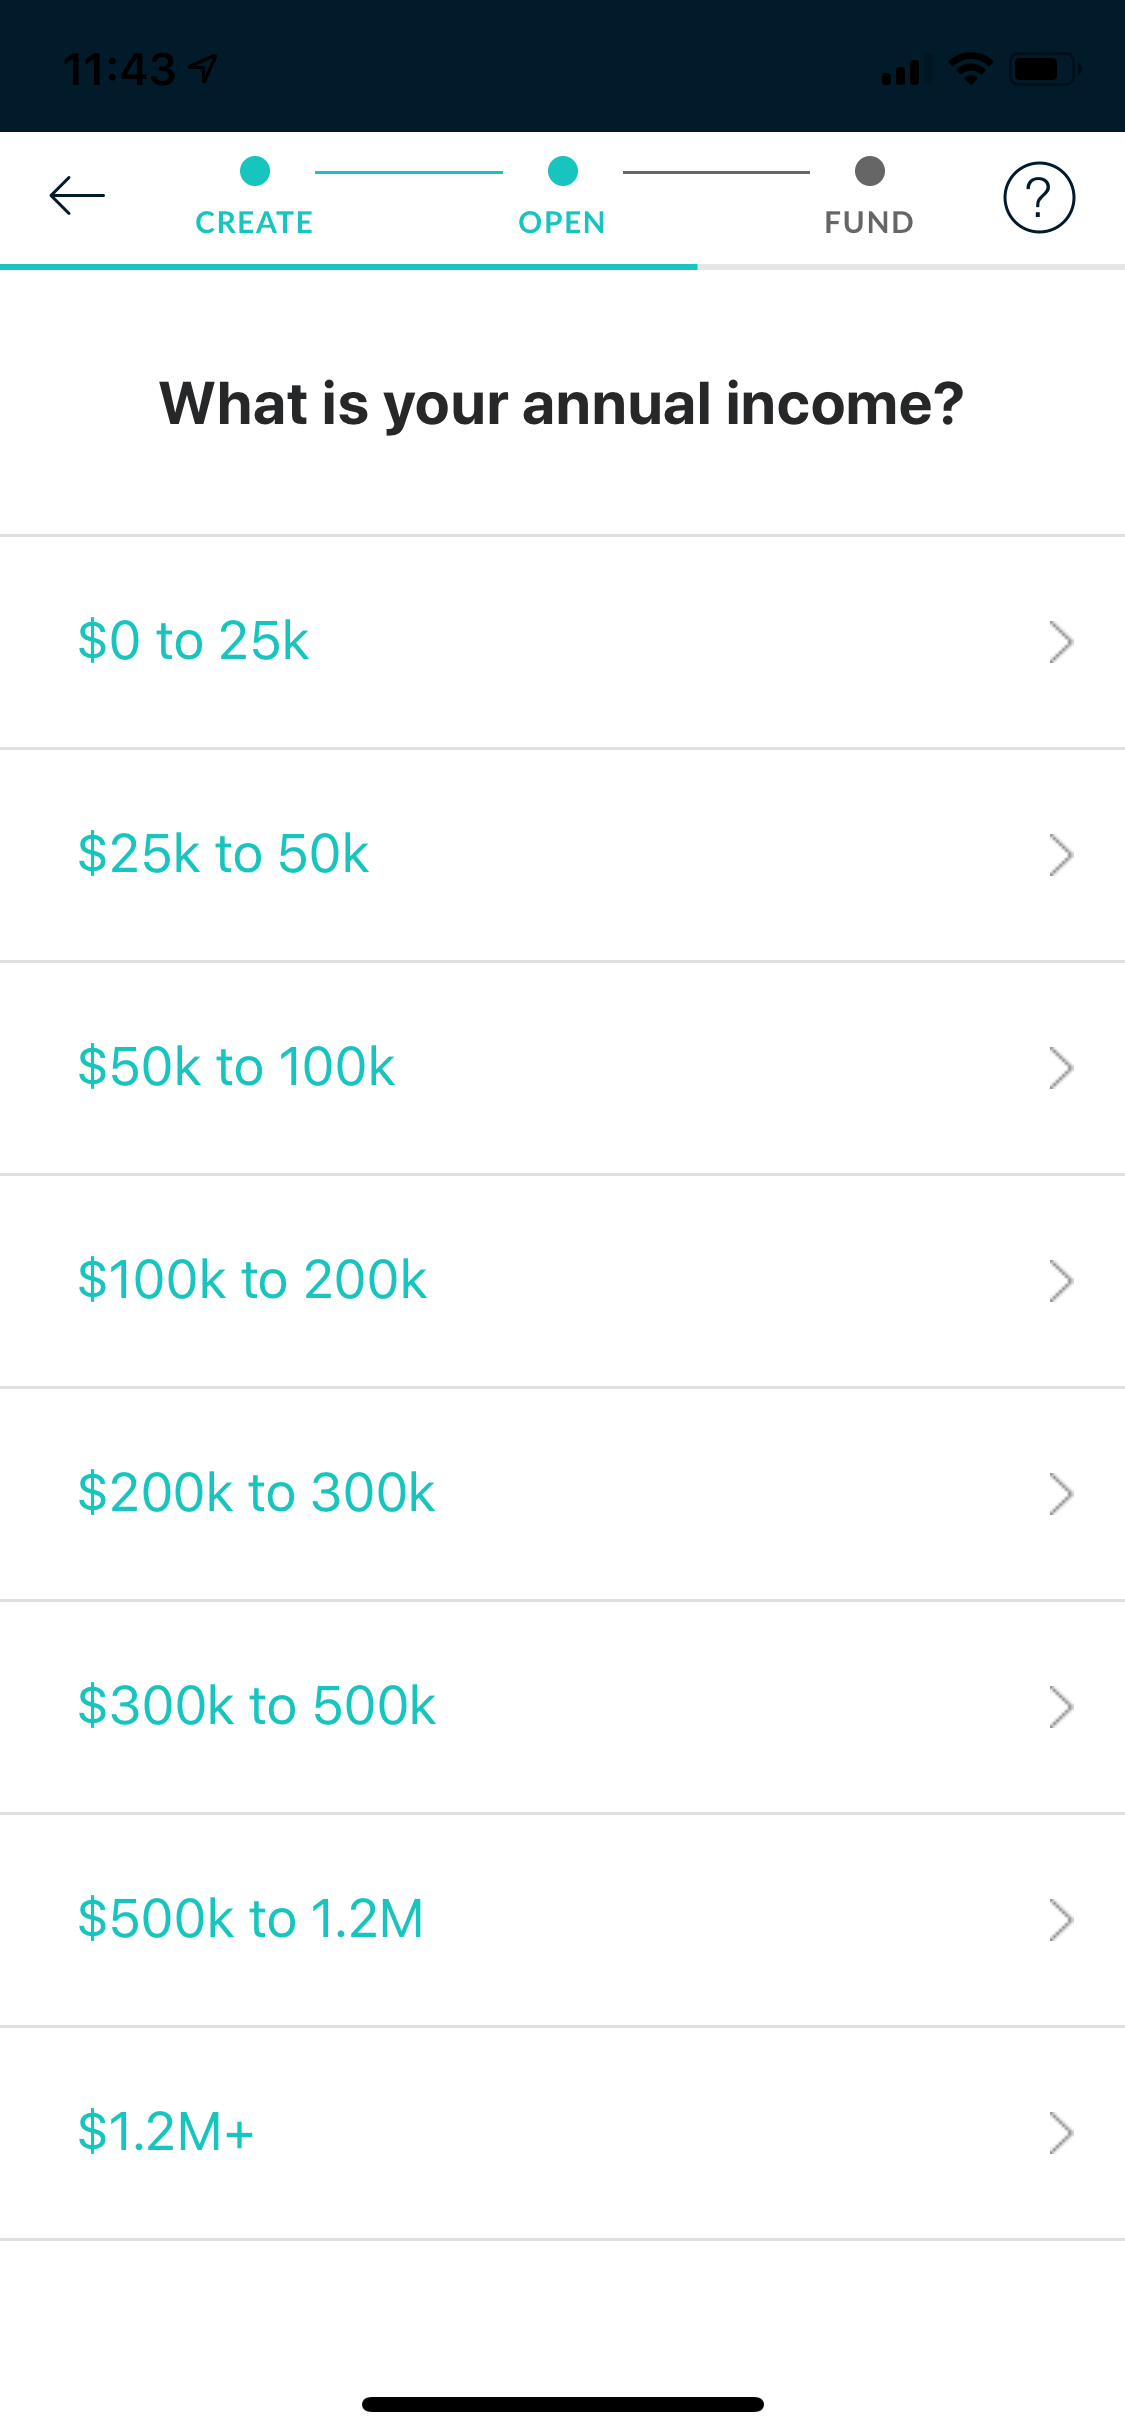 11:43
CREATE OPEN FUND
?
What is your annual income?
$0 to 25k
$25k to 50k
$50k to 100k
$100k to 200k
$200k to 300k
$300k to 500k
$500k to 1.2M
$1.2M+